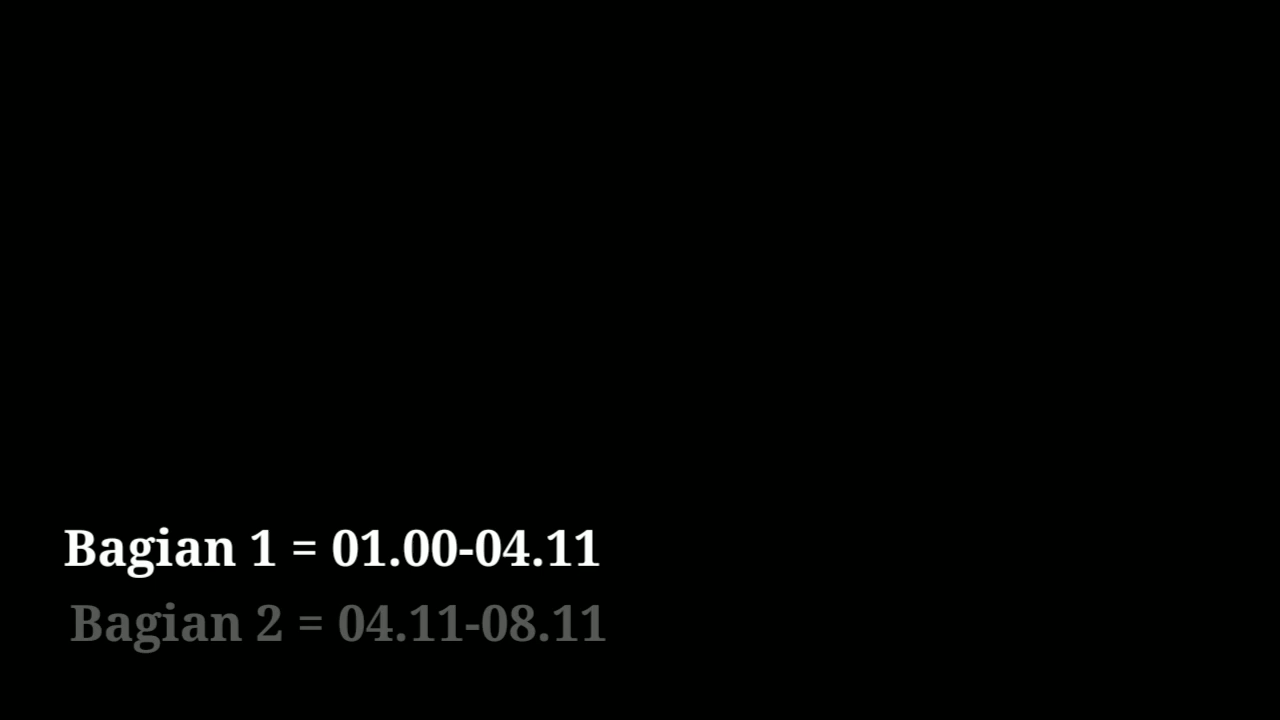 Bagian 1 = 01.00-04.11
Bagian 2 = 04.11-08.11